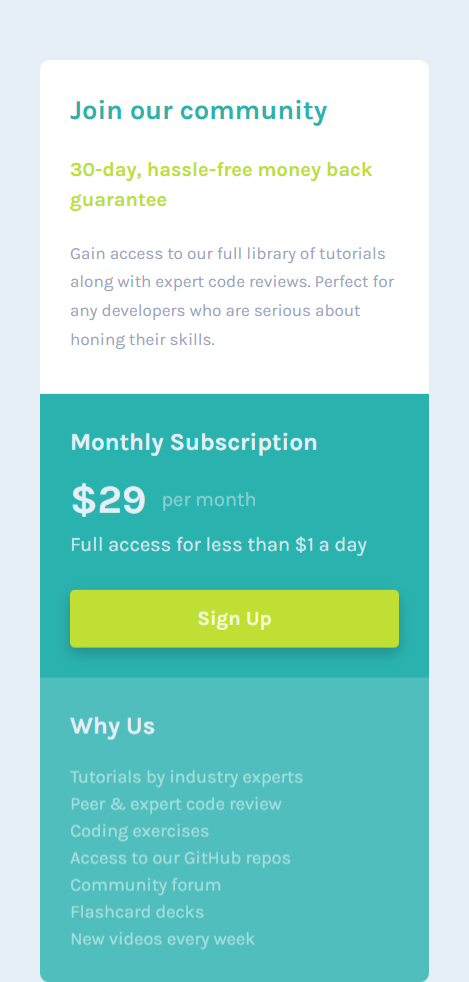 Join our community
30-day, hassle-free money back
guarantee
Gain access to our full library of tutorials
along with expert code reviews. Perfect for
any developers who are serious about
honing their skills.
Monthly Subscription
$29 per month
Full access for less than $1 a day
Sign Up
Why Us
Tutorials by industry experts
Peer & expert code review
Coding exercises
Access to our GitHub repos
Community forum
Flashcard decks
New videos every week